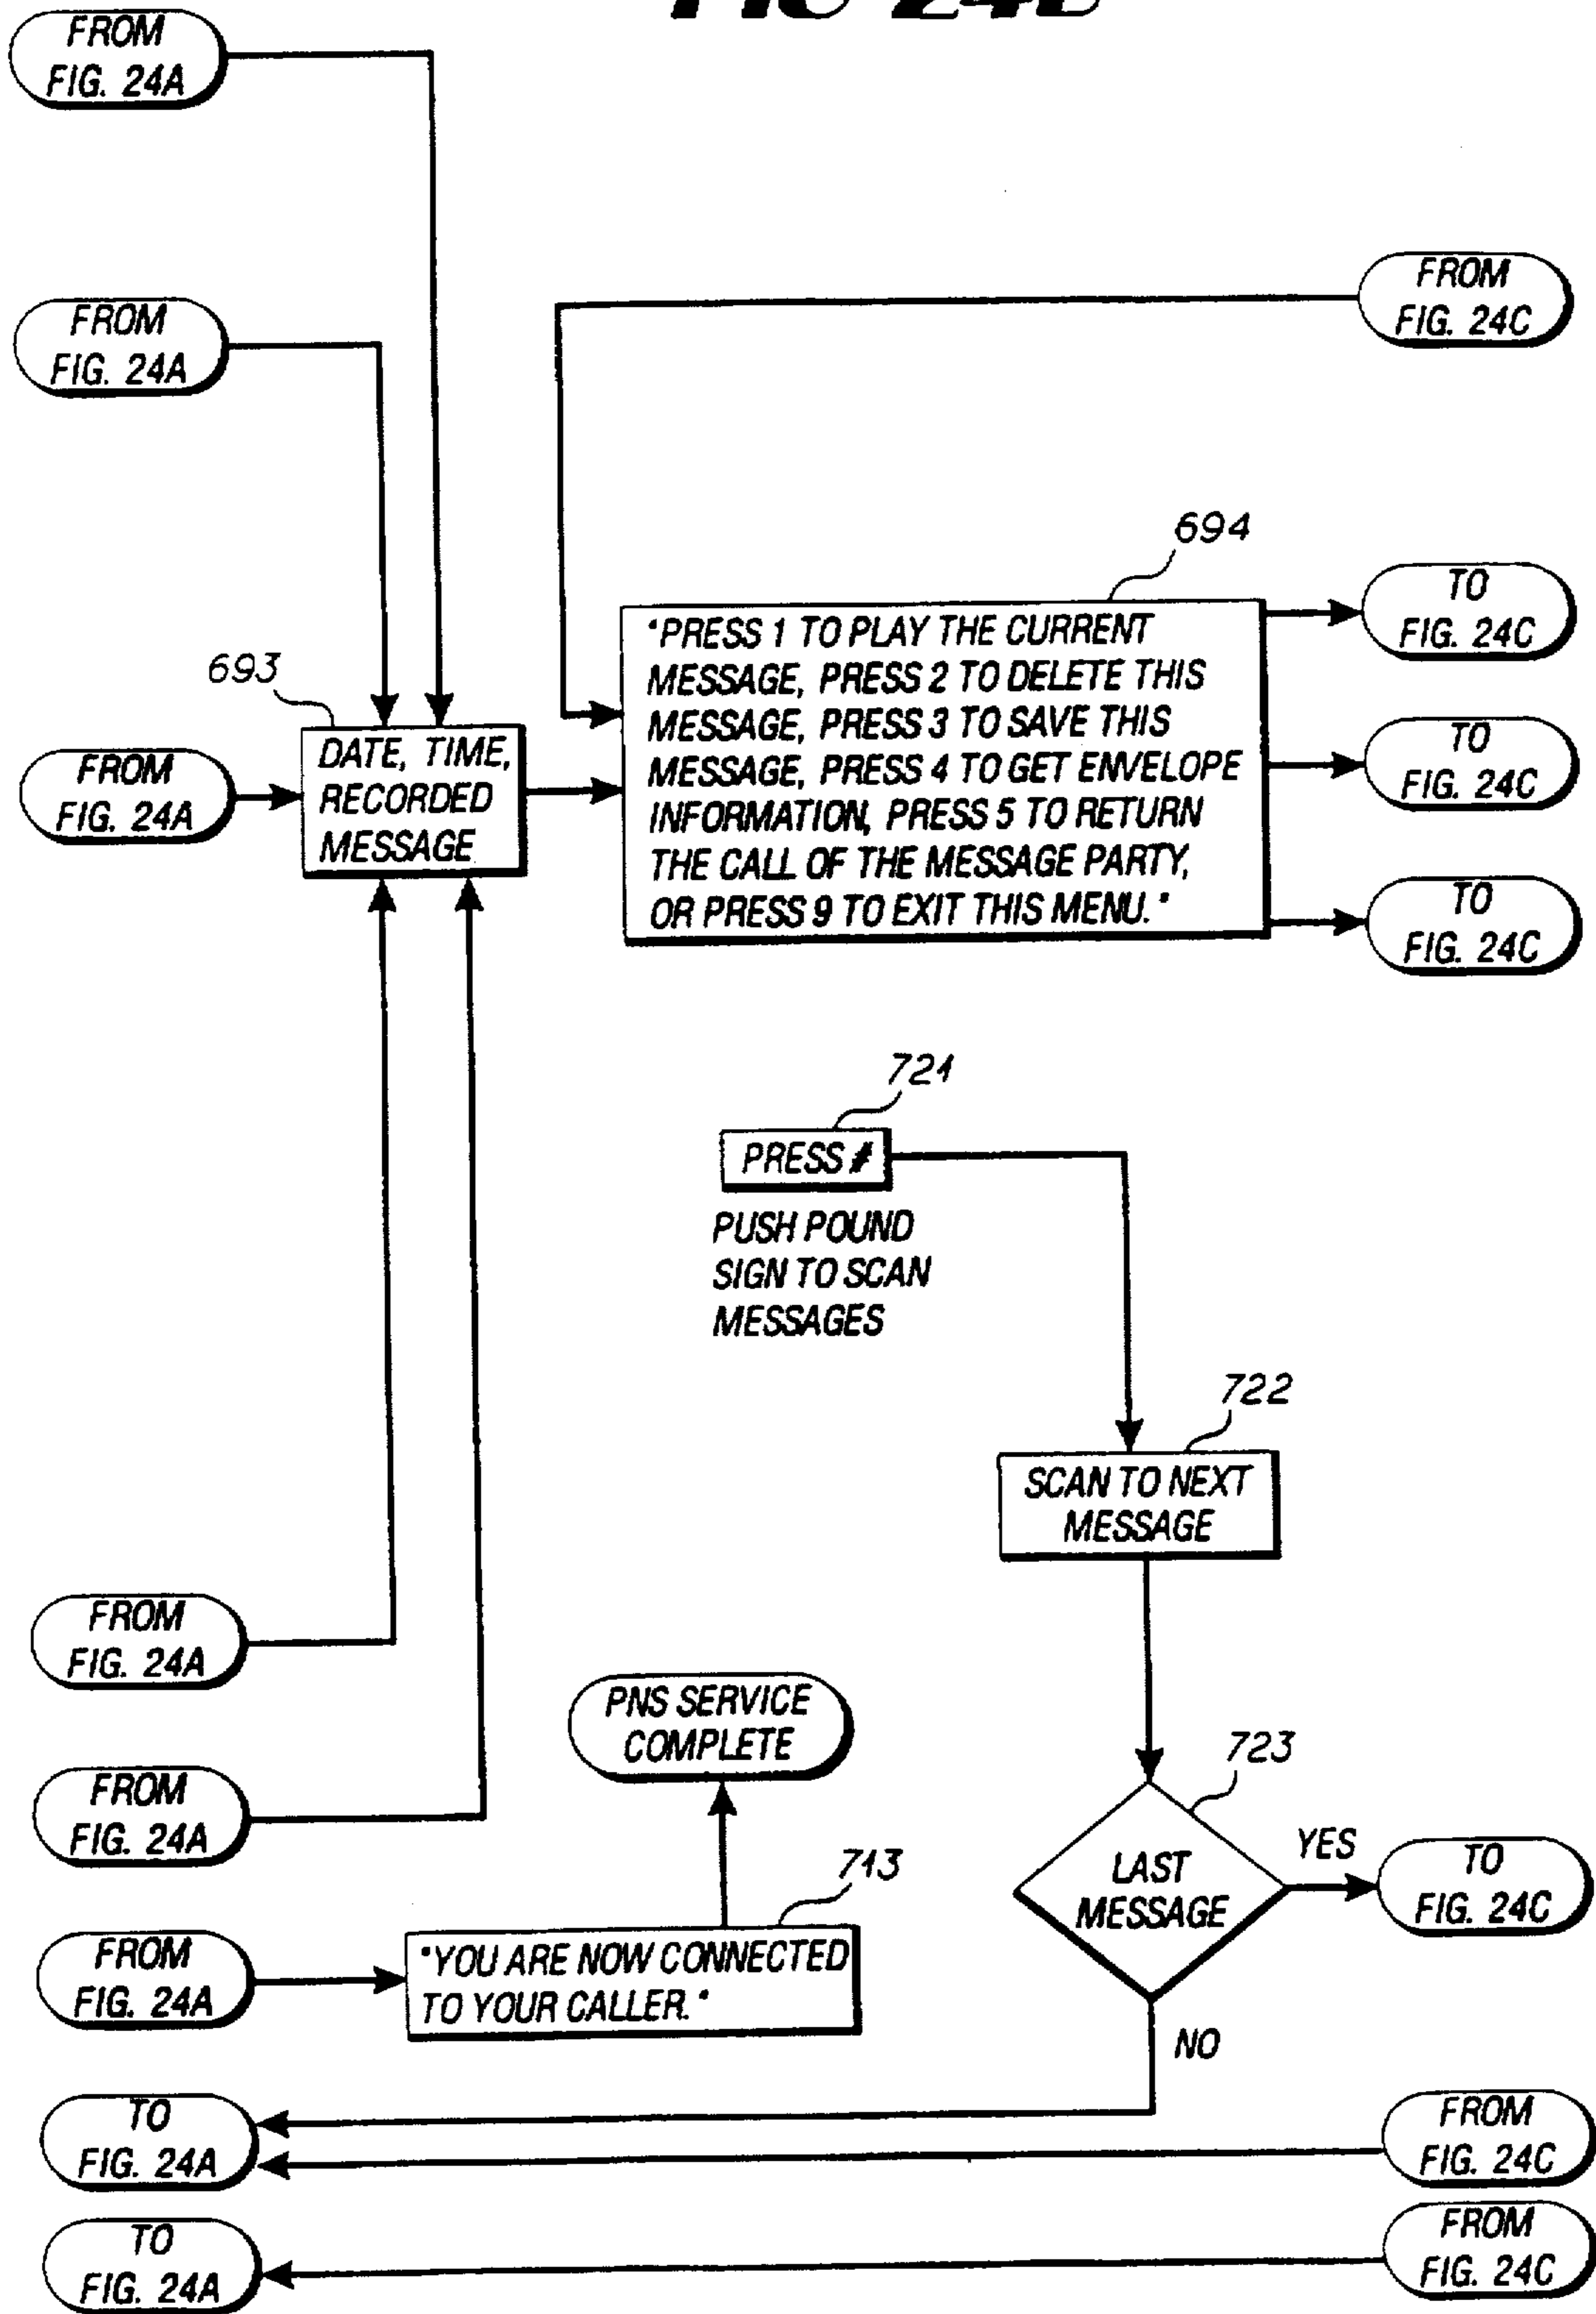 FROM
FIG. 24A
FROM
FIG. 24A
FROM
FIG. 24C
694
TO
FIG. 24C
"PRESS 1 TO PLAY THE CURRENT
MESSAGE, PRESS 2 TO DELETE THIS
MESSAGE, PRESS 3 TO SAVE THIS
MESSAGE, PRESS 4 TO GET ENVELOPE
INFORMATION, PRESS 5 TO RETURN
THE CALL OF THE MESSAGE PARTY,
OR PRESS 9 TO EXIT THIS MENU."
693
FROM
FIG. 24A
DATE, TIME,
RECORDED
MESSAGE
TO
FIG. 24C
TO
FIG. 24C
721
PRESS #
PUSH POUND
SIGN TO SCAN
MESSAGES
722
SCAN TO NEXT
MESSAGE
FROM
FIG. 24A
PNS SERVICE
COMPLETE
723
FROM
FIG. 24A
LAST
MESSAGE
YES
TO
FIG. 24C
713
FROM
FIG. 24A
"YOU ARE NOW CONNECTED
TO YOUR CALLER."
NO
TO
FIG. 24A
FROM
FIG. 24C
TO
FIG. 24A
FROM
FIG. 24C